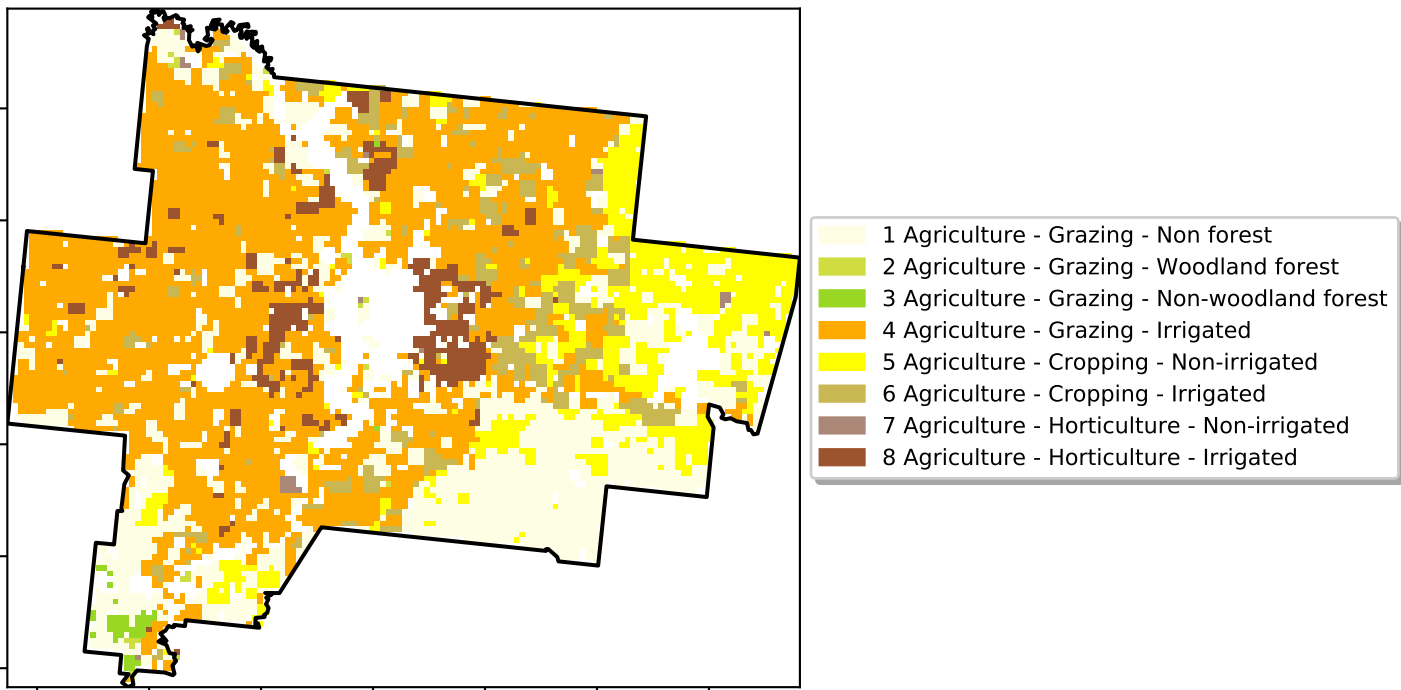 1 Agriculture - Grazing - Non forest
2 Agriculture - Grazing - Woodland forest
3 Agriculture - Grazing - Non-woodland forest
4 Agriculture - Grazing - Irrigated
5 Agriculture - Cropping - Non-irrigated
6 Agriculture - Cropping - Irrigated
7 Agriculture - Horticulture - Non-irrigated
8 Agriculture - Horticulture - Irrigated